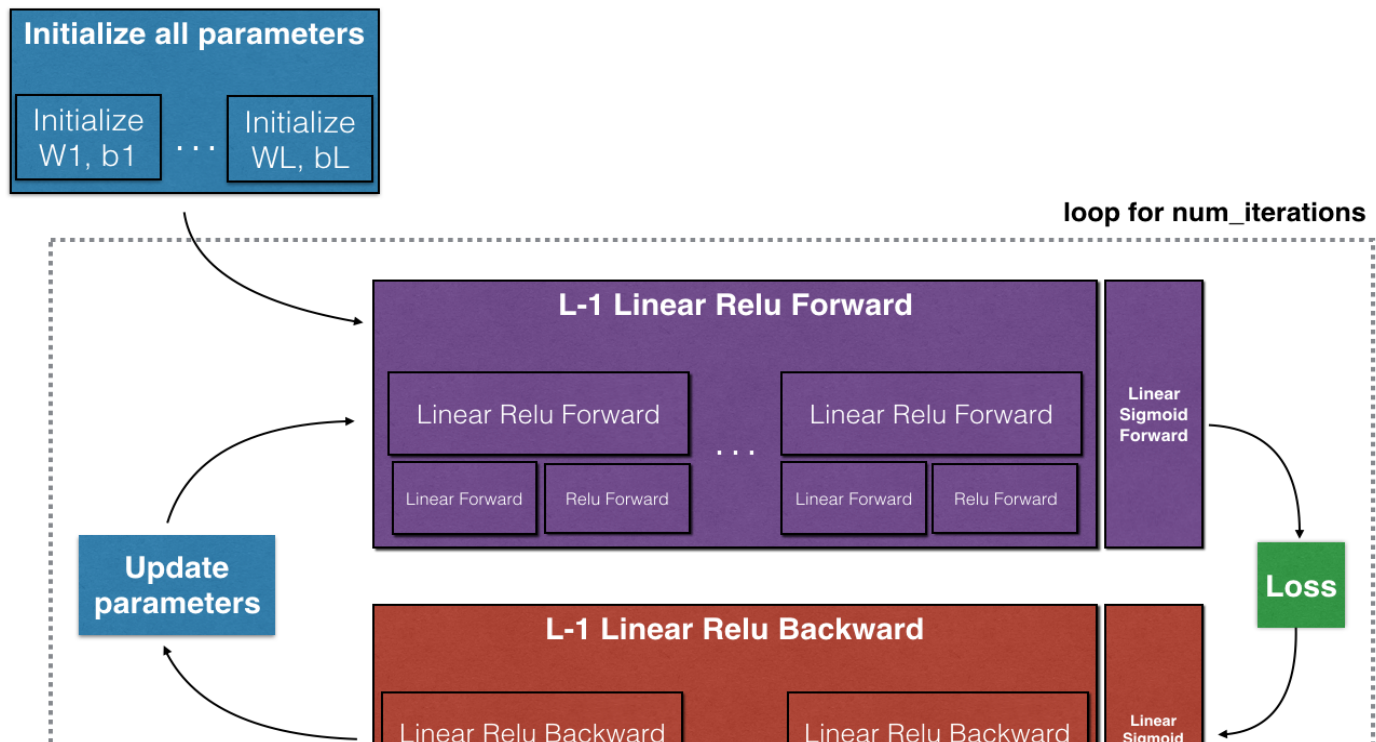 Initialize all parameters
Initialize
W1, b1
. . .
Initialize
WL, bL
loop for num_iterations
L-1 Linear Relu Forward
Linear Relu Forward
Linear Forward
Relu Forward
. . .
Linear Relu Forward
Linear Forward
Relu Forward
Linear
Sigmoid
Forward
Update
parameters
Loss
L-1 Linear Relu Backward
Linear Relu Backward
Linear Relu Backward
Linear
Sigmoid